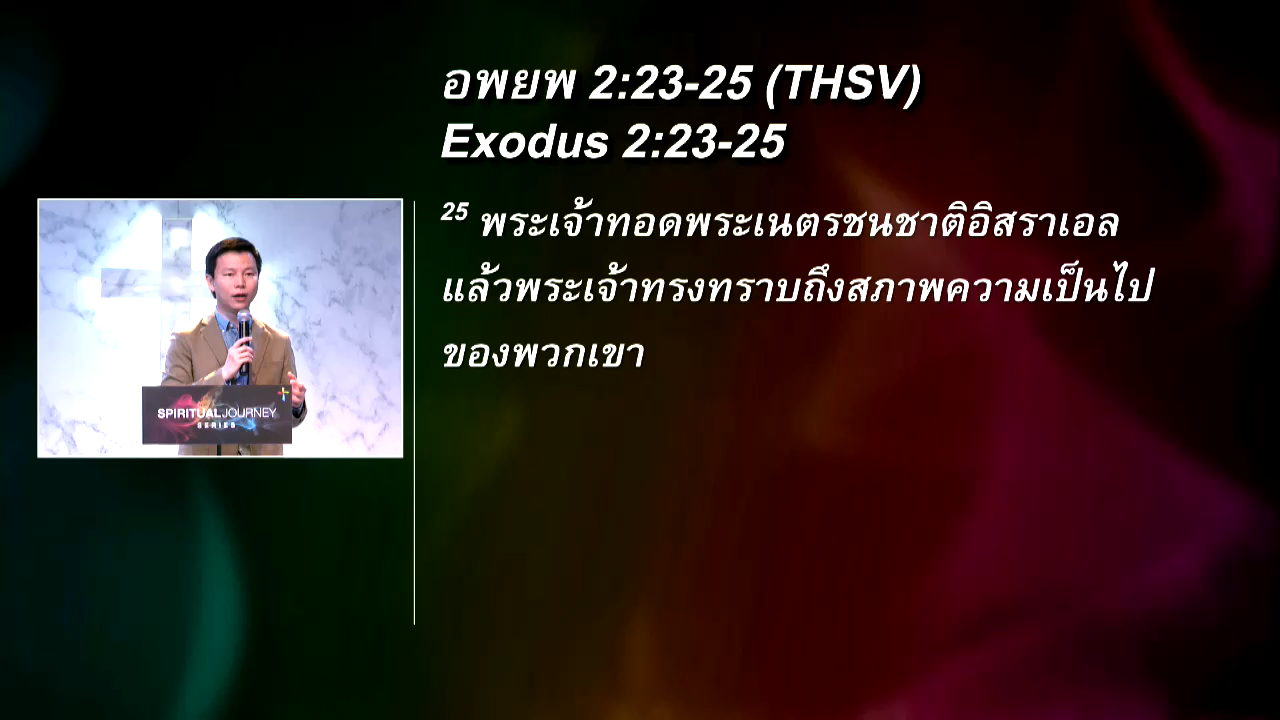 อพยพ 2:23-25 (THSV)
Exodus 2:23-25
25 พระเจ้าทอดพระเนตรชนชาติอิสราเอล
แล้วพระเจ้าทรงทราบถึงสภาพความเป็นไป
ของพวกเขา
SPIRITUALJOURNEY
SERIES